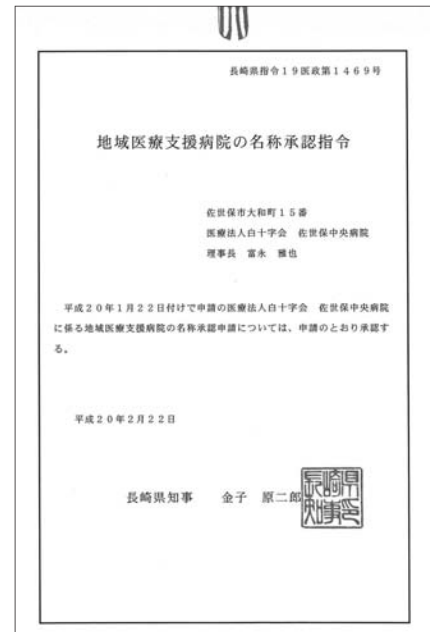 長崎県指令19医政第1469号
地域医療支援病院の名称承認指令
佐世保市大和町15番
医療法人白十字会　佐世保中央病院
理事長　富永　雅也
平成20年1月22日付けで申請の医療法人白十字会　佐世保中央病院
に係る地域医療支援病院の名称承認申請については、申請のとおり承認す
る。
平成20年2月22日
長崎県知事　金子　原二郎
長崎県知事印